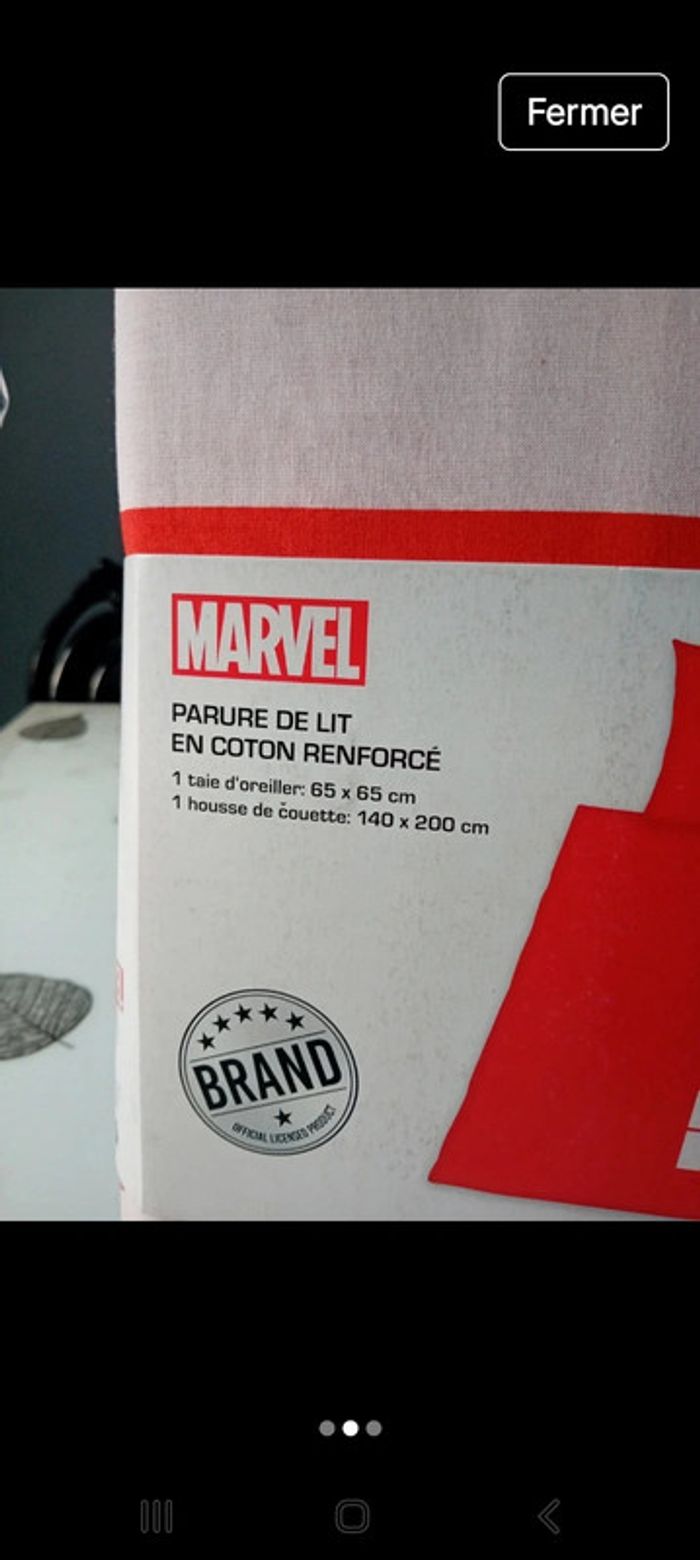 Fermer
MARVEL
PARURE DE LIT
EN COTON RENFORCÉ
1 taie d'oreiller: 65 x 65 cm
1 housse de couette: 140 x 200 cm
BRAND
OFFICIAL LICENSED PRODUCT